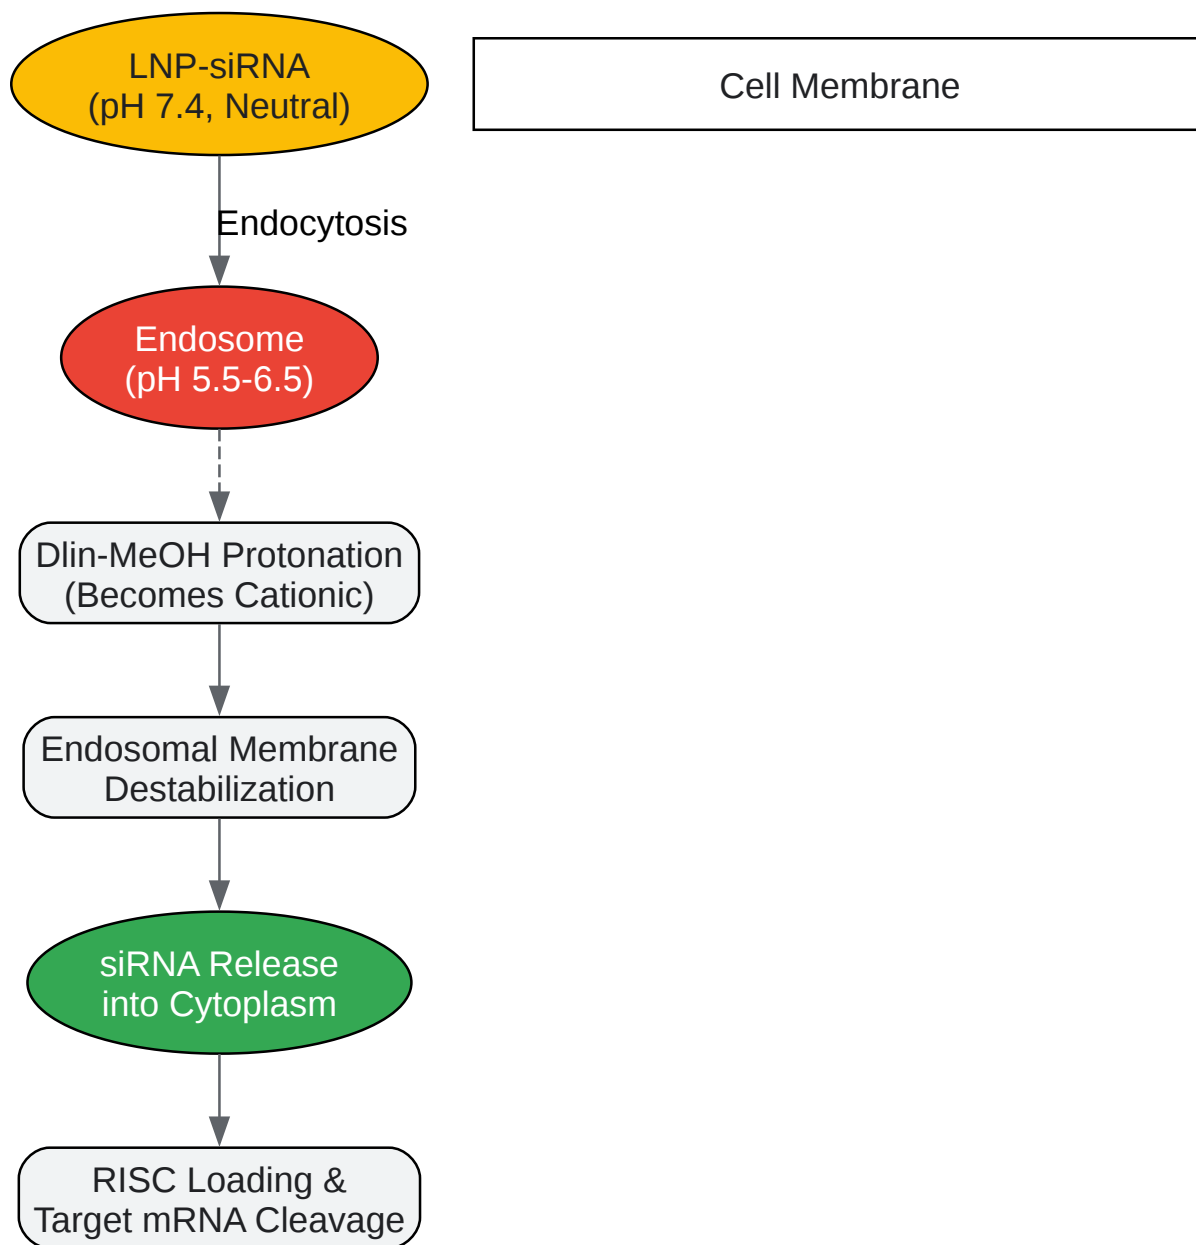 LNP-siRNA
(pH 7.4, Neutral)
Cell Membrane
Endocytosis
Endosome
(pH 5.5-6.5)
Dlin-MeOH Protonation
(Becomes Cationic)
Endosomal Membrane
Destabilization
siRNA Release
into Cytoplasm
RISC Loading &
Target mRNA Cleavage